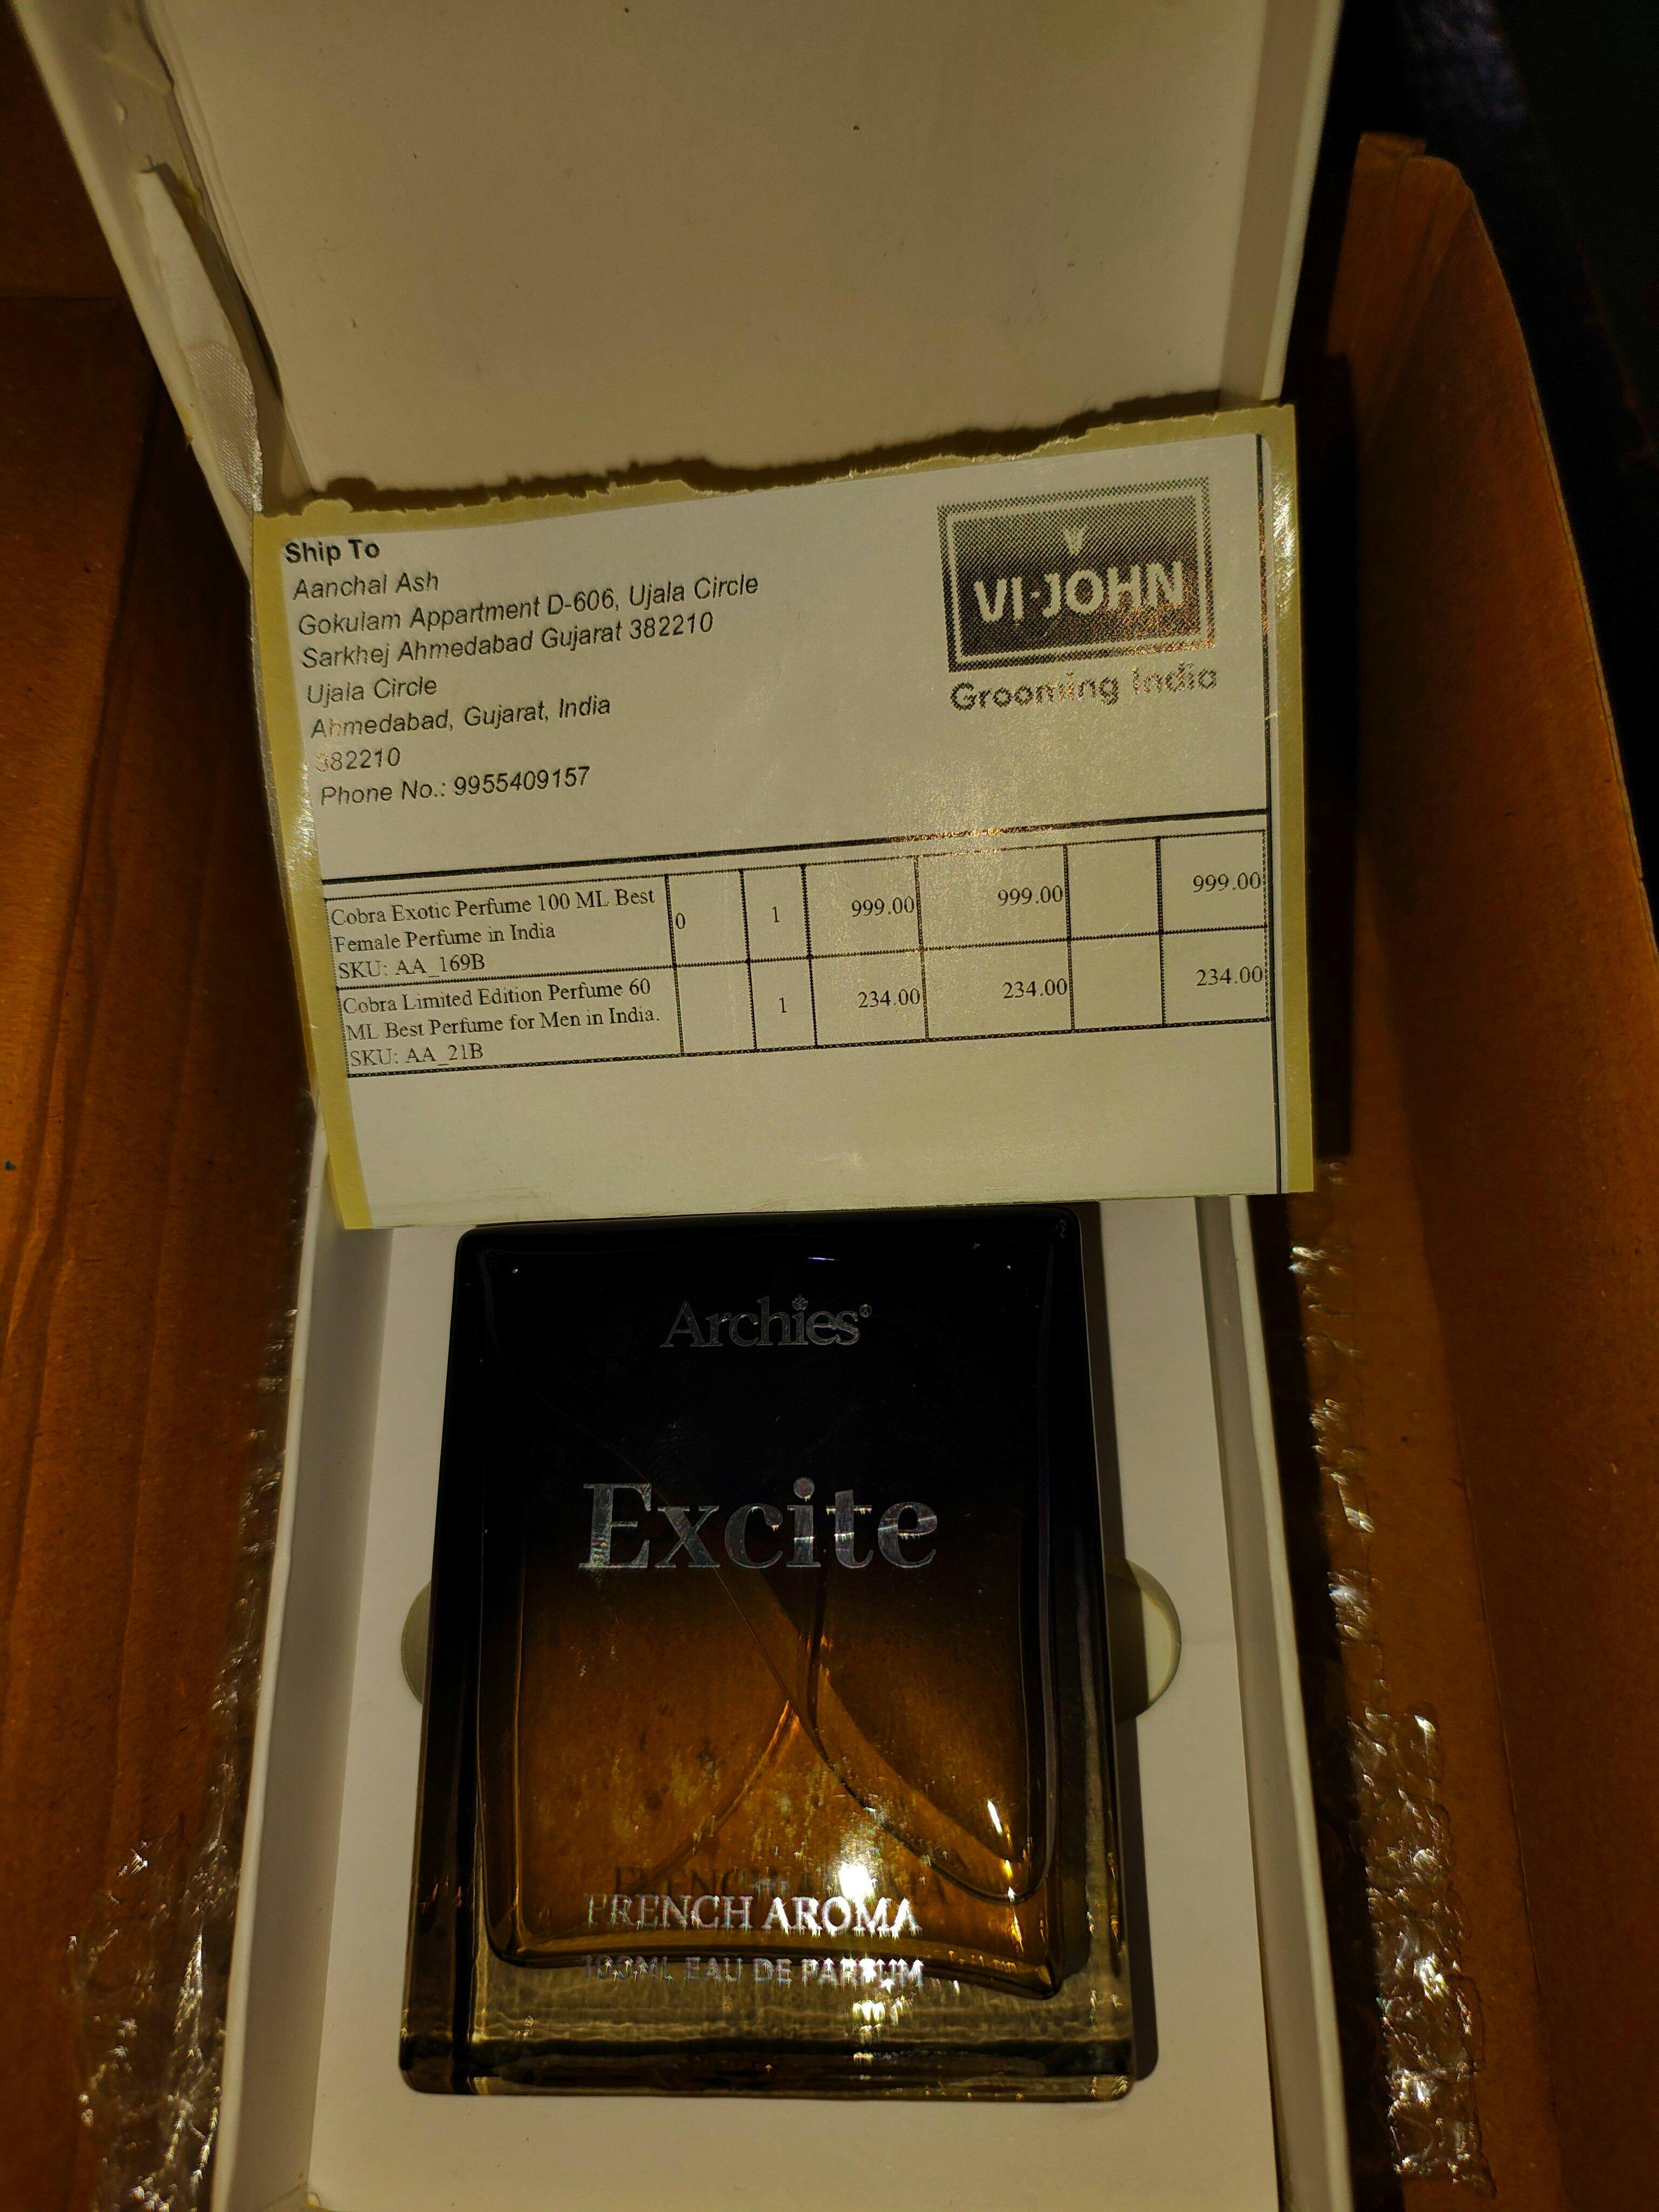 Ship To
Aanchal Ash
Gokulam Appartment D-606, Ujala Circle
Sarkhej Ahmedabad Gujarat 382210
Ujala Circle
Ahmedabad, Gujarat, India
382210
Phone No.: 9955409157
VI-JOHN
Grooming India
Cobra Exotic Perfume 100 ML Best
Female Perfume in India
SKU: AA_169B
0 1 999.00 999.00 999.00
Cobra Limited Edition Perfume 60
ML Best Perfume for Men in India.
SKU: AA_21B
1 234.00 234.00 234.00
Archies®
Excite
FRENCH AROMA
100ML EAU DE PARFUM